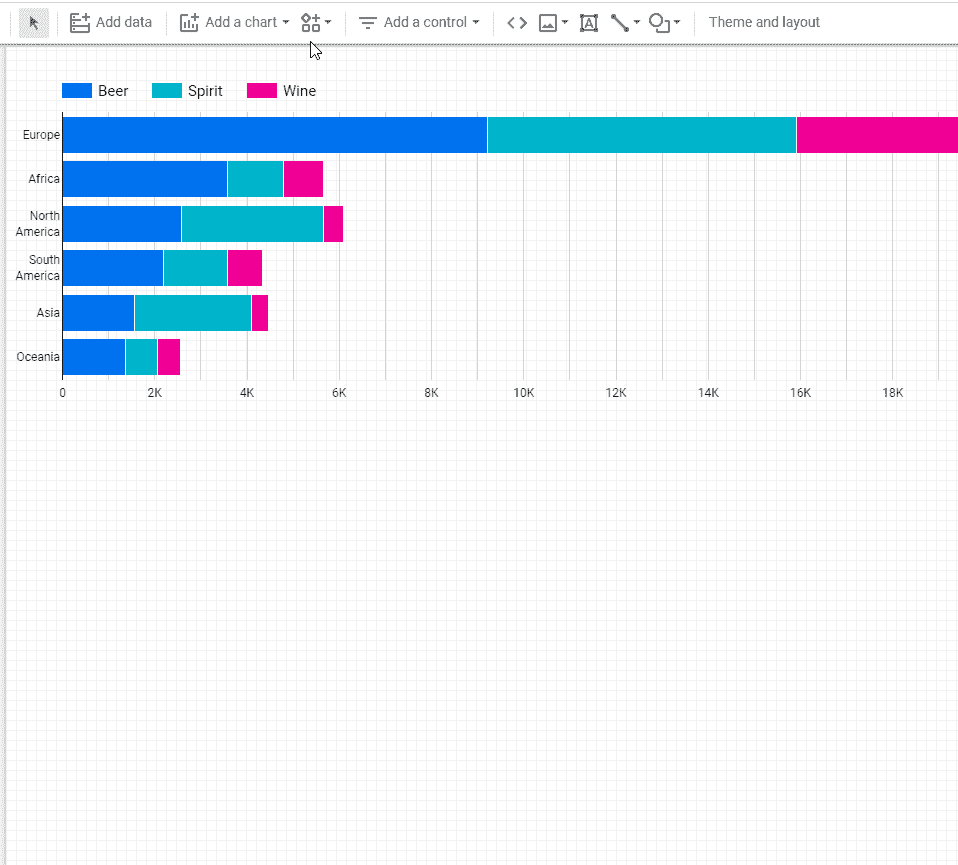 Add data Add a chart Add a control A Theme and layout
Beer Spirit Wine
Europe
Africa
North
America
South
America
Asia
Oceania
0 2K 4K 6K 8K 10K 12K 14K 16K 18K